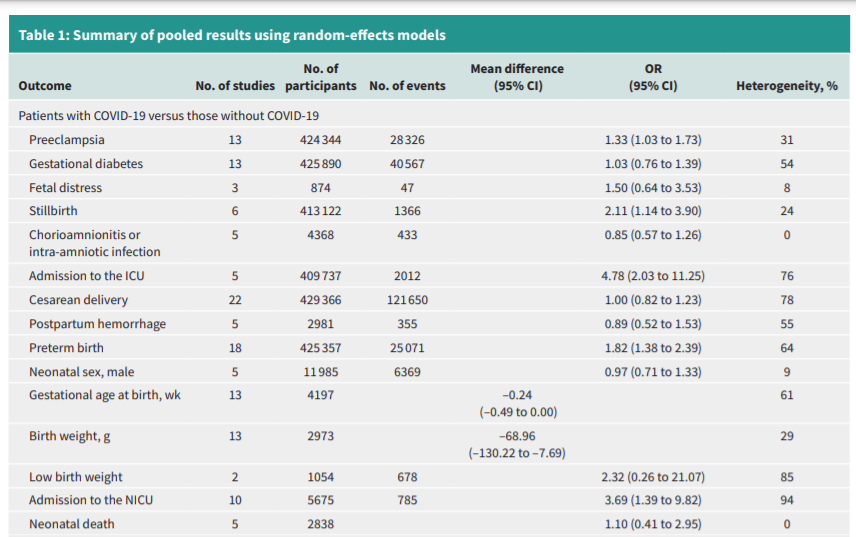 Table 1: Summary of pooled results using random-effects models
Outcome No. of studies No. of participants No. of events Mean difference (95% CI) OR (95% CI) Heterogeneity, %
Patients with COVID-19 versus those without COVID-19
Preeclampsia 13 424 344 28 326 1.33 (1.03 to 1.73) 31
Gestational diabetes 13 425 890 40 567 1.03 (0.76 to 1.39) 54
Fetal distress 3 874 47 1.50 (0.64 to 3.53) 8
Stillbirth 6 413 122 1366 2.11 (1.14 to 3.90) 24
Chorioamnionitis or 5 4368 433 0.85 (0.57 to 1.26) 0
intra-amniotic infection
Admission to the ICU 5 409 737 2012 4.78 (2.03 to 11.25) 76
Cesarean delivery 22 429 366 121 650 1.00 (0.82 to 1.23) 78
Postpartum hemorrhage 5 2981 355 0.89 (0.52 to 1.53) 55
Preterm birth 18 425 357 25 071 1.82 (1.38 to 2.39) 64
Neonatal sex, male 5 11 985 6369 0.97 (0.71 to 1.33) 9
Gestational age at birth, wk 13 4197 –0.24 61
(–0.49 to 0.00)
Birth weight, g 13 2973 –68.96 29
(–130.22 to –7.69)
Low birth weight 2 1054 678 2.32 (0.26 to 21.07) 85
Admission to the NICU 10 5675 785 3.69 (1.39 to 9.82) 94
Neonatal death 5 2838 1.10 (0.41 to 2.95) 0